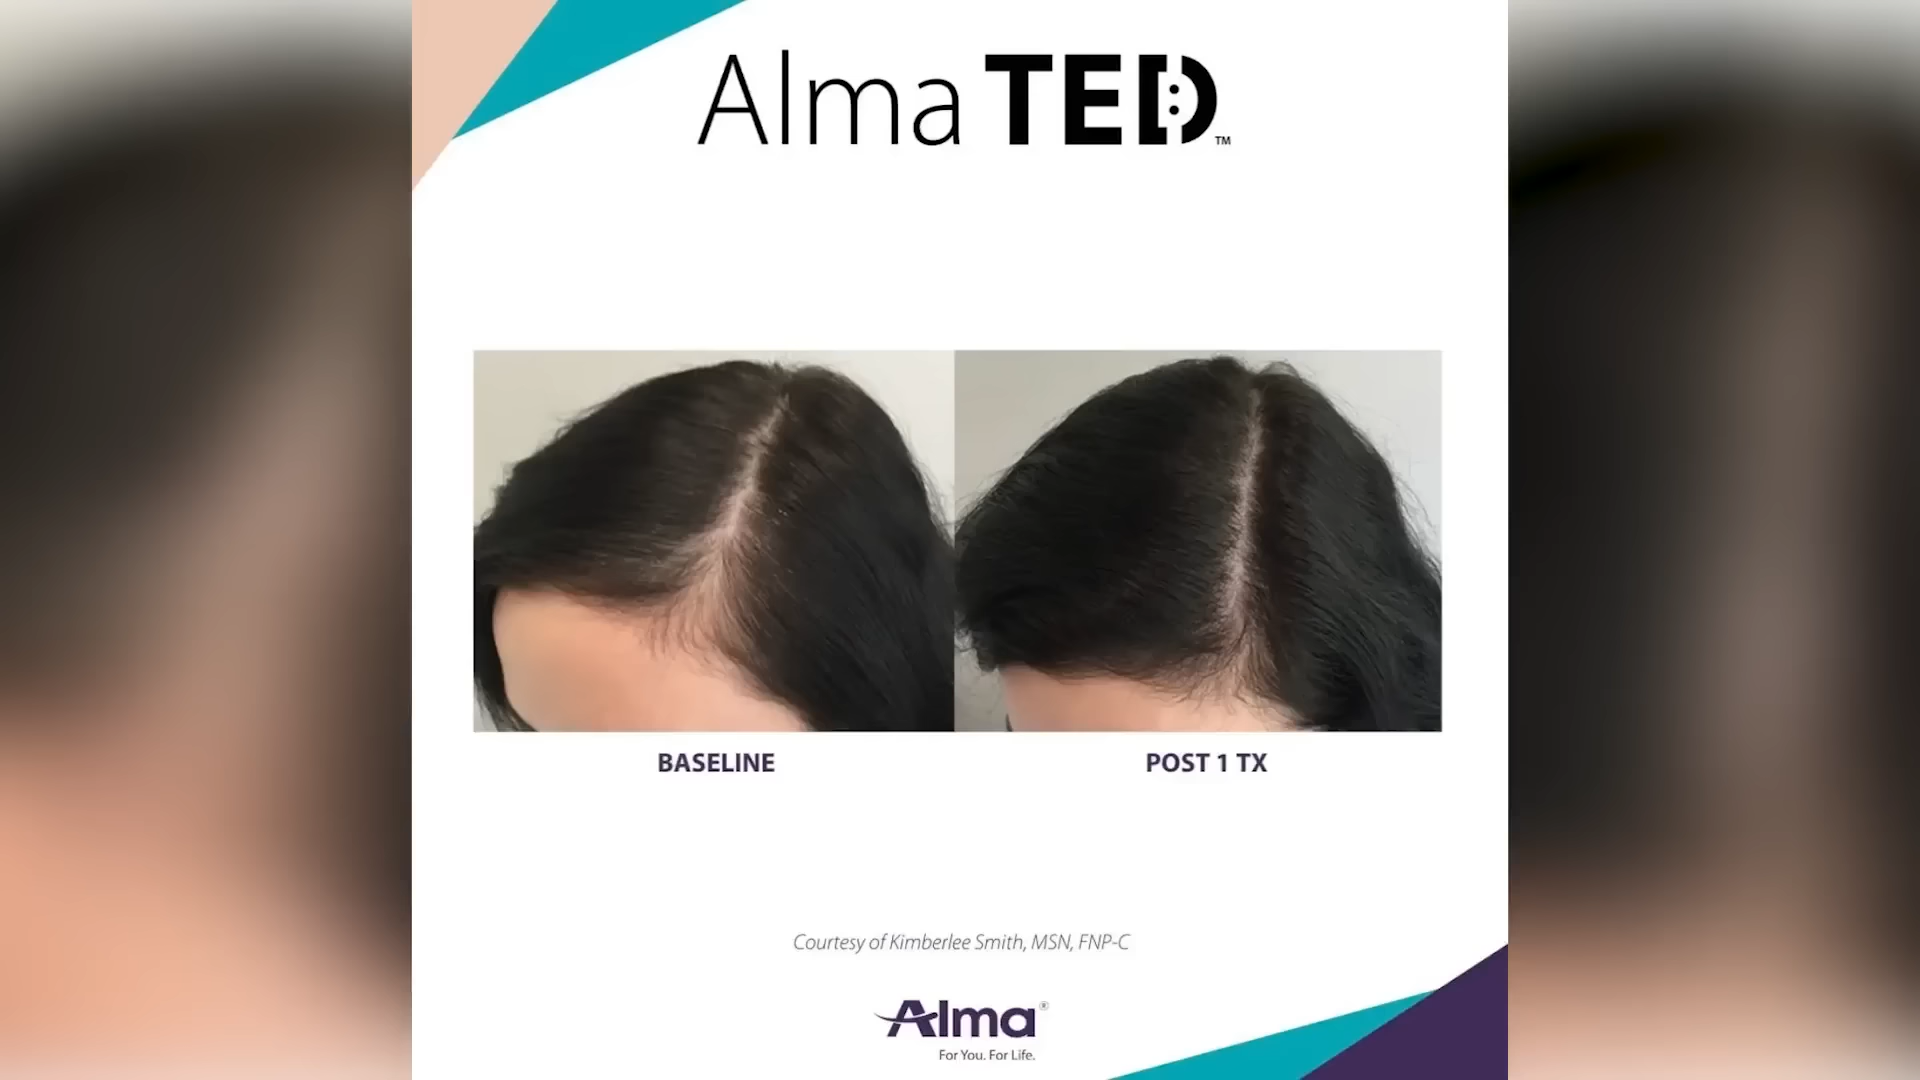 Alma TED™
BASELINE
POST 1 TX
Courtesy of Kimberlee Smith, MSN, FNP-C
Alma®
For You. For Life.